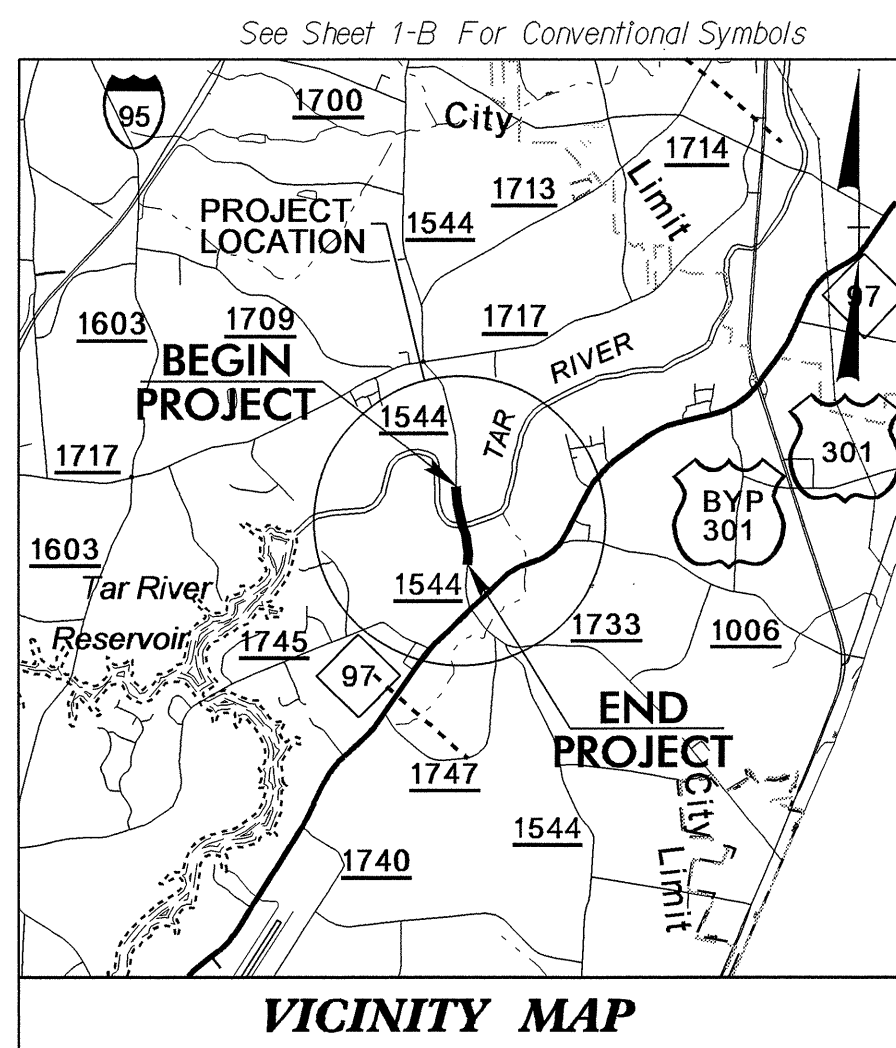 See Sheet 1-B For Conventional Symbols
95
1700
City
Limit
1714
1713
PROJECT
LOCATION
1544
97
1603
1709
1717
RIVER
BEGIN
PROJECT
1544
TAR
1717
301
BYP
301
1603
Tar River
Reservoir
1544
1745
1733
1006
97
END
PROJECT
1747
City
Limit
1544
1740
VICINITY MAP